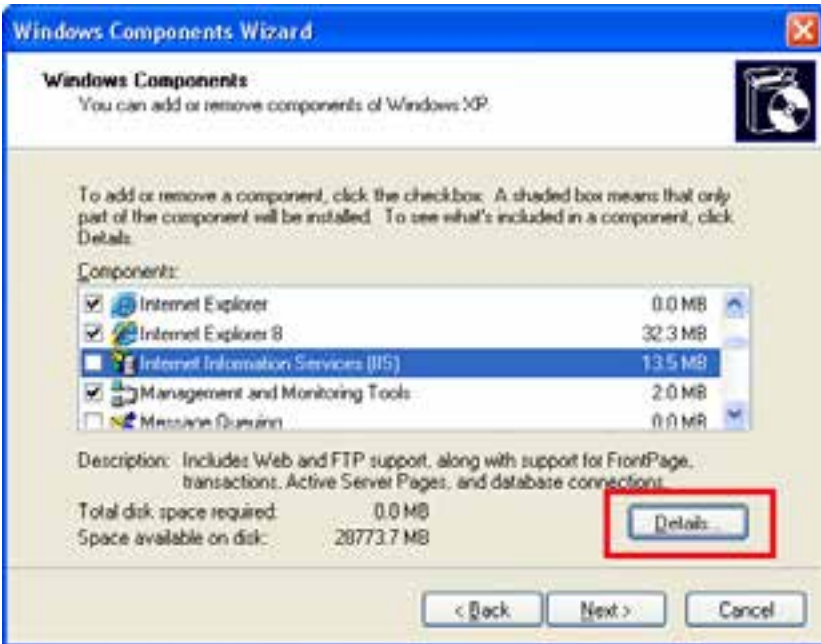 Windows Components Wizard
Windows Components
You can add or remove components of Windows XP.
To add or remove a component, click the checkbox. A shaded box means that only
part of the component will be installed. To see what's included in a component, click
Details.
Components:
Internet Explorer 0.0 MB
Internet Explorer 8 32.3 MB
Internet Information Services (IIS) 13.5 MB
Management and Monitoring Tools 2.0 MB
Message Queuing 0.0 MB
Description: Includes Web and FTP support, along with support for FrontPage,
transactions, Active Server Pages, and database connections.
Total disk space required: 0.0 MB
Space available on disk: 28773.7 MB
Details...
< Back Next > Cancel